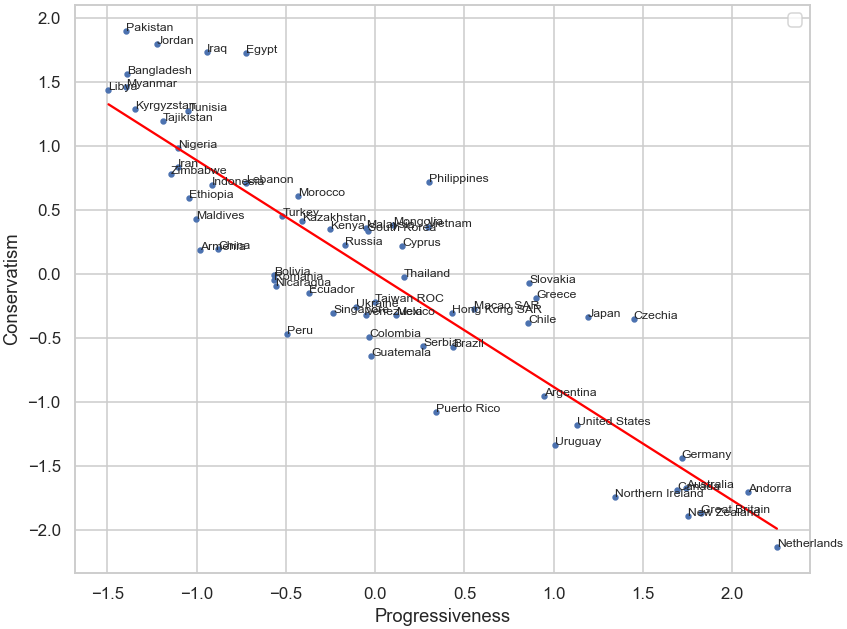 2.0
1.5
1.0
0.5
0.0
−0.5
−1.0
−1.5
−2.0
Conservatism
Pakistan
Jordan
Iraq
Egypt
Bangladesh
Myanmar
Libya
Kyrgyzstan
Tunisia
Tajikistan
Nigeria
Iran
Zimbabwe
Indonesia
Lebanon
Philippines
Ethiopia
Morocco
Maldives
Turkey
Kazakhstan
Kenya
Malaysia
South Korea
Mongolia
Vietnam
Armenia
China
Russia
Cyprus
Bolivia
Romania
Nicaragua
Thailand
Slovakia
Ecuador
Greece
Taiwan ROC
Ukraine
Singapore
Venezuela
Mexico
Macao SAR
Hong Kong SAR
Japan
Czechia
Chile
Peru
Colombia
Serbia
Brazil
Guatemala
Argentina
Puerto Rico
United States
Uruguay
Germany
Canada
Australia
Andorra
Northern Ireland
Great Britain
New Zealand
Netherlands
−1.5
−1.0
−0.5
0.0
0.5
1.0
1.5
2.0
Progressiveness